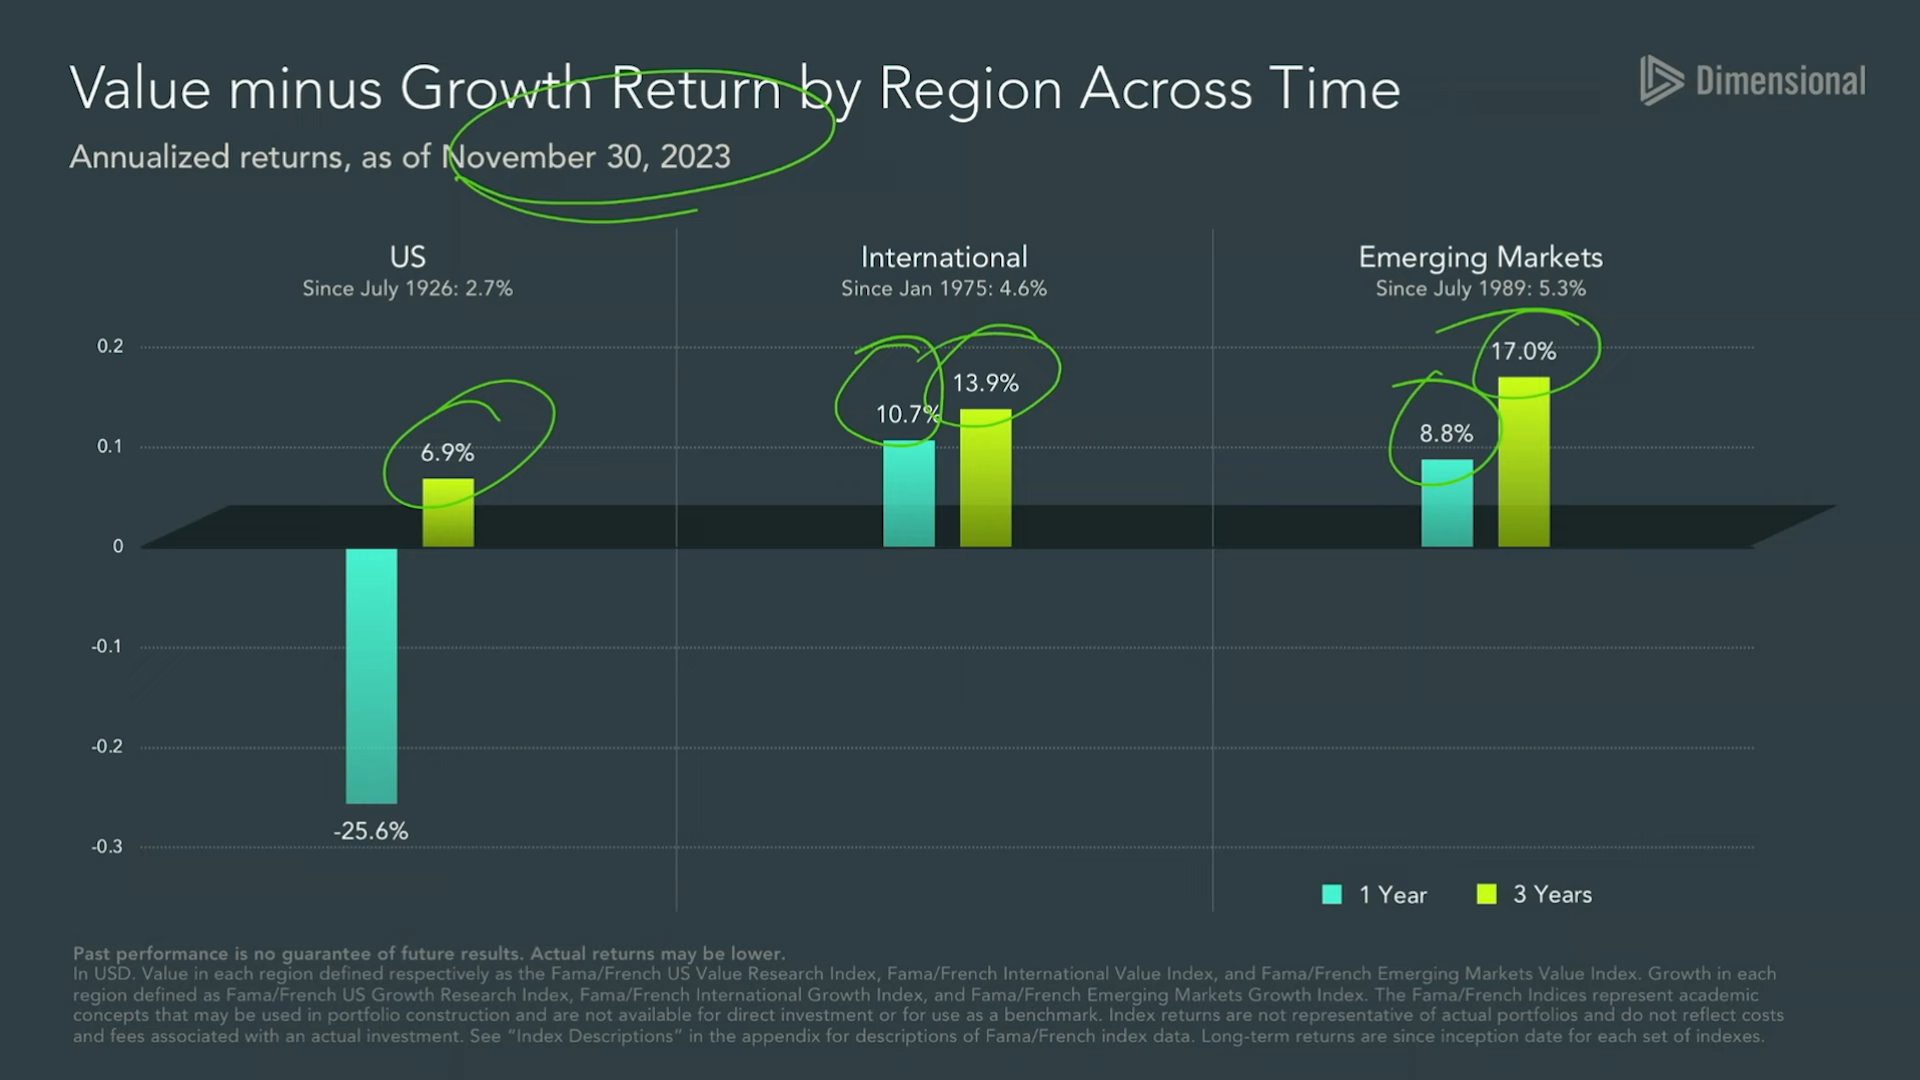 Value minus Growth Return by Region Across Time
Dimensional
Annualized returns, as of November 30, 2023
US
Since July 1926: 2.7%
International
Since Jan 1975: 4.6%
Emerging Markets
Since July 1989: 5.3%
0.2
0.1
0
-0.1
-0.2
-0.3
-25.6%
6.9%
10.7%
13.9%
8.8%
17.0%
1 Year
3 Years
Past performance is no guarantee of future results. Actual returns may be lower.
In USD. Value in each region defined respectively as the Fama/French US Value Research Index, Fama/French International Value Index, and Fama/French Emerging Markets Value Index. Growth in each
region defined as Fama/French US Growth Research Index, Fama/French International Growth Index, and Fama/French Emerging Markets Growth Index. The Fama/French Indices represent academic
concepts that may be used in portfolio construction and are not available for direct investment or for use as a benchmark. Index returns are not representative of actual portfolios and do not reflect costs
and fees associated with an actual investment. See “Index Descriptions” in the appendix for descriptions of Fama/French index data. Long-term returns are since inception date for each set of indexes.